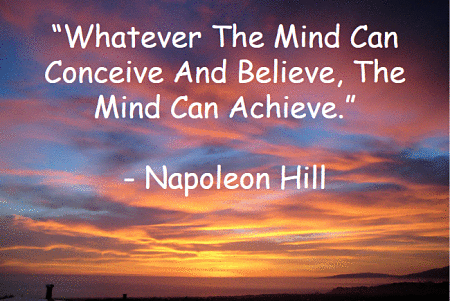 “Whatever The Mind Can
Conceive And Believe, The
Mind Can Achieve.”
- Napoleon Hill